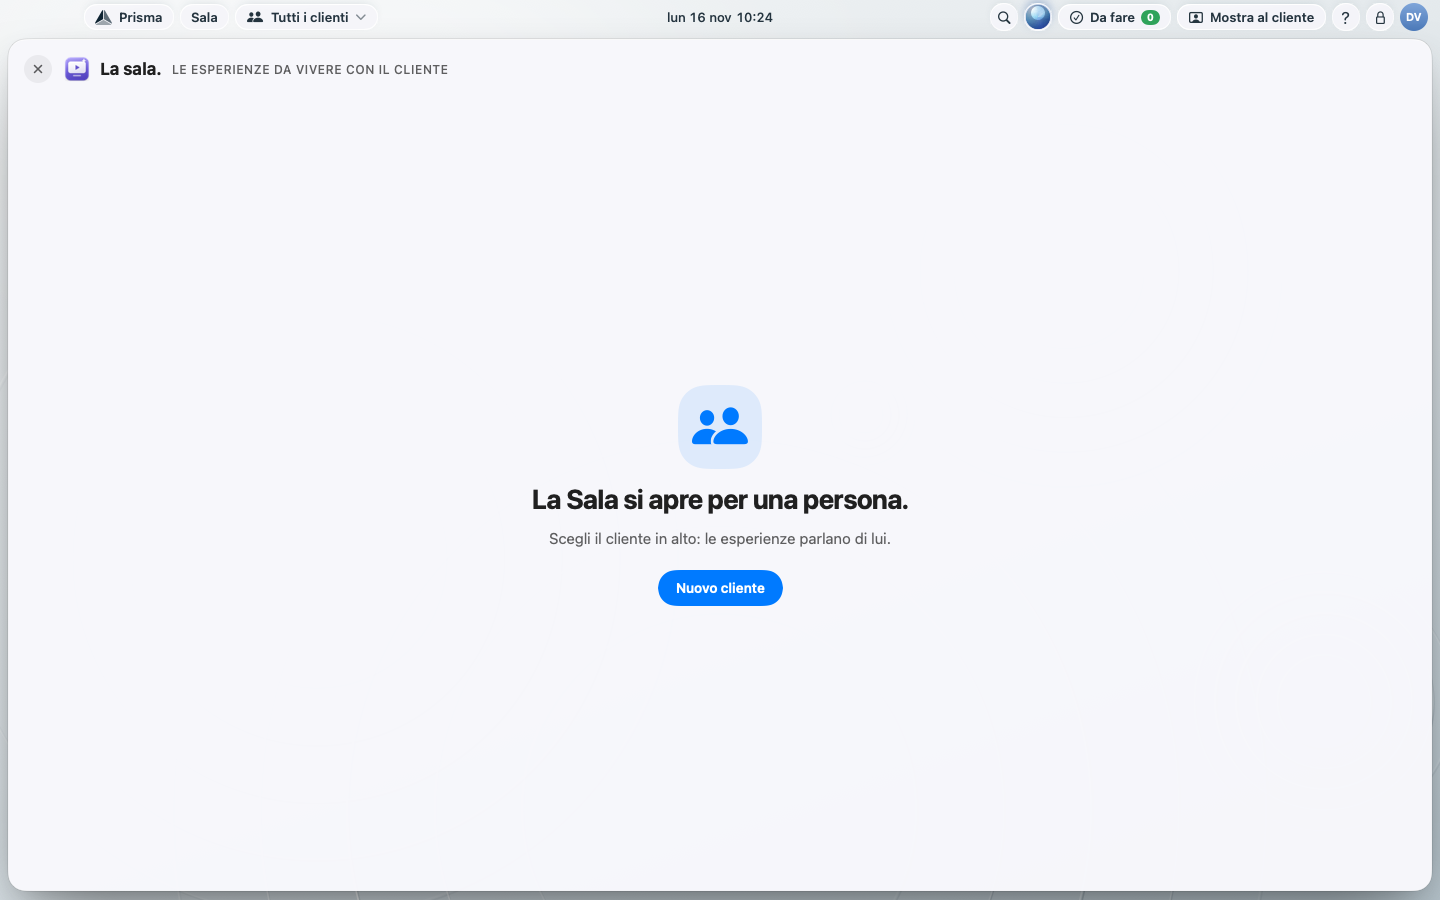 Prisma Sala Tutti i clienti lun 16 nov 10:24 Da fare 0 Mostra al cliente ? DV
La sala. LE ESPERIENZE DA VIVERE CON IL CLIENTE
La Sala si apre per una persona.
Scegli il cliente in alto: le esperienze parlano di lui.
Nuovo cliente